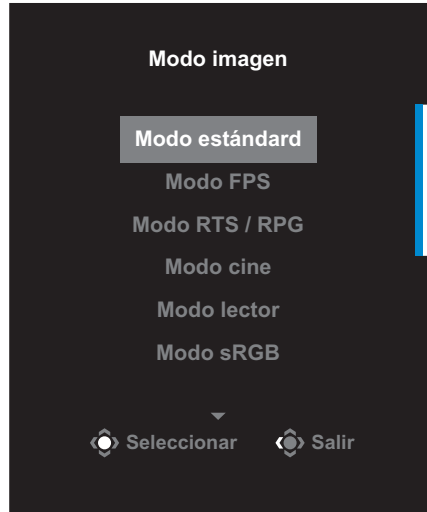 Modo imagen
Modo estándard
Modo FPS
Modo RTS / RPG
Modo cine
Modo lector
Modo sRGB
Seleccionar Salir